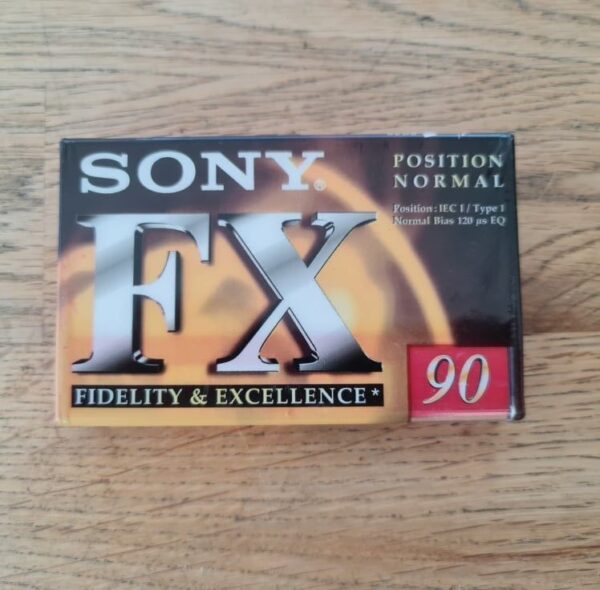 SONY®
POSITION
NORMAL
Position: IEC I / Type I
Normal Bias 120 µs EQ
FX
FIDELITY & EXCELLENCE*
90